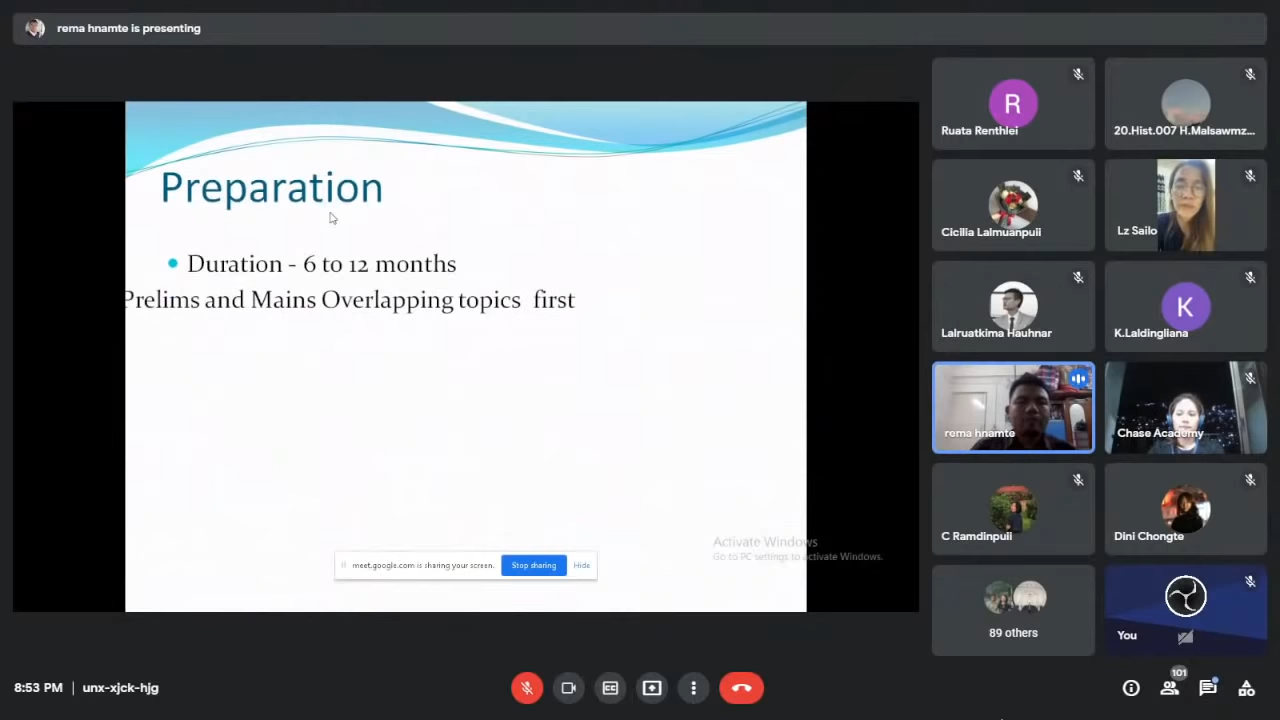 rema hnamte is presenting
Preparation
Duration - 6 to 12 months
Prelims and Mains Overlapping topics first
Activate Windows
Go to PC settings to activate Windows.
meet.google.com is sharing your screen.
Stop sharing
Hide
R
Ruata Renthlei
20.Hist.007 H.Malsawmz...
Cicilia Lalmuanpuii
Lz Sailo
Lalruatkima Hauhnar
K
K.Laldingliana
rema hnamte
Chase Academy
C Ramdinpuii
Dini Chongte
89 others
You
8:53 PM | unx-xjck-hjg
CC
101